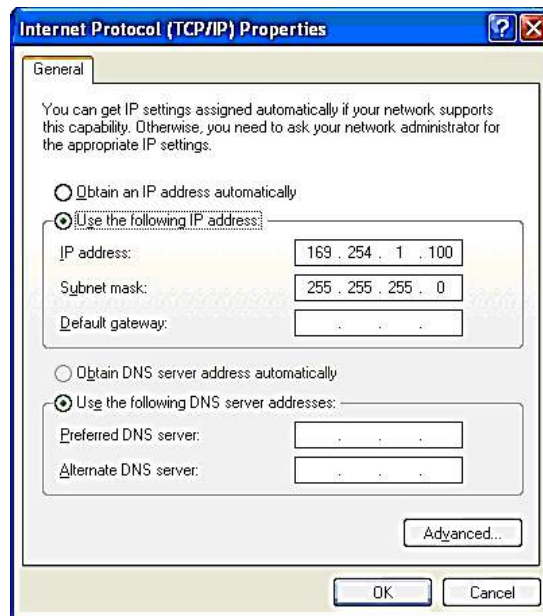 Internet Protocol (TCP/IP) Properties
General
You can get IP settings assigned automatically if your network supports
this capability. Otherwise, you need to ask your network administrator for
the appropriate IP settings.
Obtain an IP address automatically
Use the following IP address:
IP address: 169 . 254 . 1 . 100
Subnet mask: 255 . 255 . 255 . 0
Default gateway: . . .
Obtain DNS server address automatically
Use the following DNS server addresses:
Preferred DNS server: . . .
Alternate DNS server: . . .
Advanced...
OK Cancel